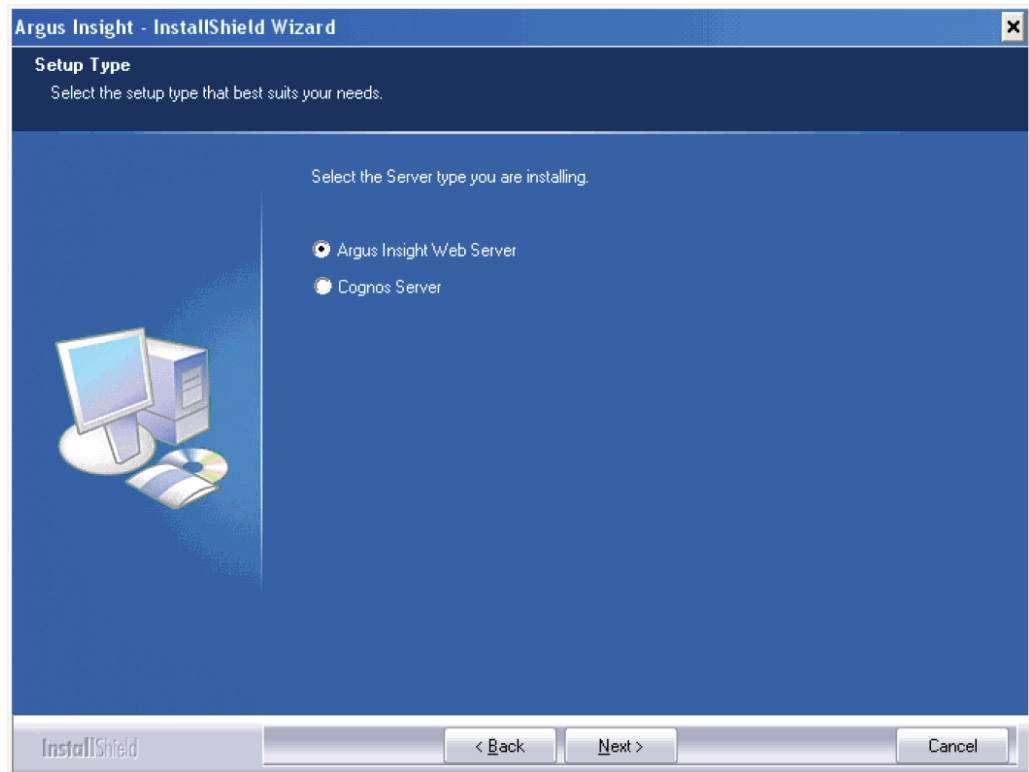 Argus Insight - InstallShield Wizard
Setup Type
Select the setup type that best suits your needs.
Select the Server type you are installing.
Argus Insight Web Server
Cognos Server
InstallShield
< Back
Next >
Cancel